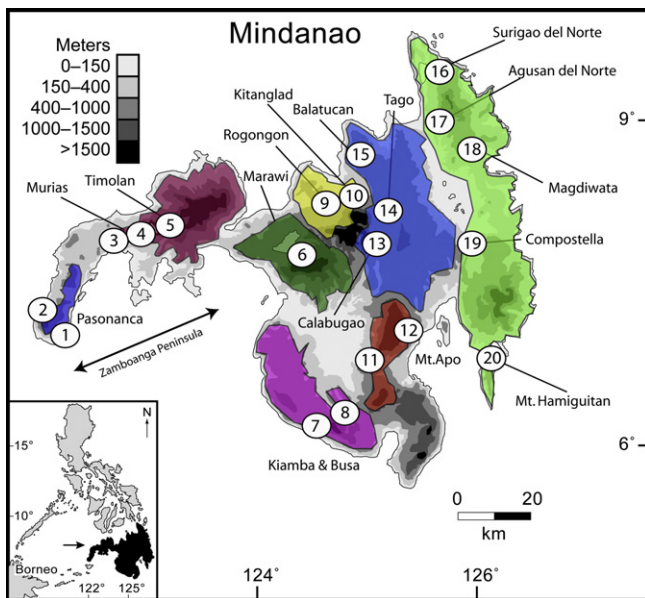 Mindanao
Meters
0–150
150–400
400–1000
1000–1500
>1500
Surigao del Norte
Agusan del Norte
Kitanglad
Tago
Balatucan
Rogongon
Marawi
Timolan
Murias
Magdiwata
Compostella
Pasonanca
Zamboanga Peninsula
Calabugao
Mt.Apo
Mt. Hamiguitan
Kiamba & Busa
1
2
3
4
5
6
7
8
9
10
11
12
13
14
15
16
17
18
19
20
9°
6°
0 20
km
124°
126°
N
15°
10°
Borneo
122°
125°